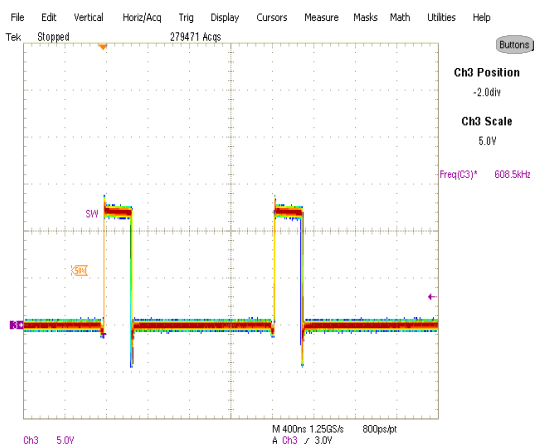 File Edit Vertical Horiz/Acq Trig Display Cursors Measure Masks Math Utilities Help
Tek Stopped 279471 Acqs
Buttons
Ch3 Position
-2.0div
Ch3 Scale
5.0V
Freq(C3)* 608.5kHz
SW
M 400ns 1.25GS/s 800ps/pt
Ch3 5.0V
A Ch3 / 3.0V